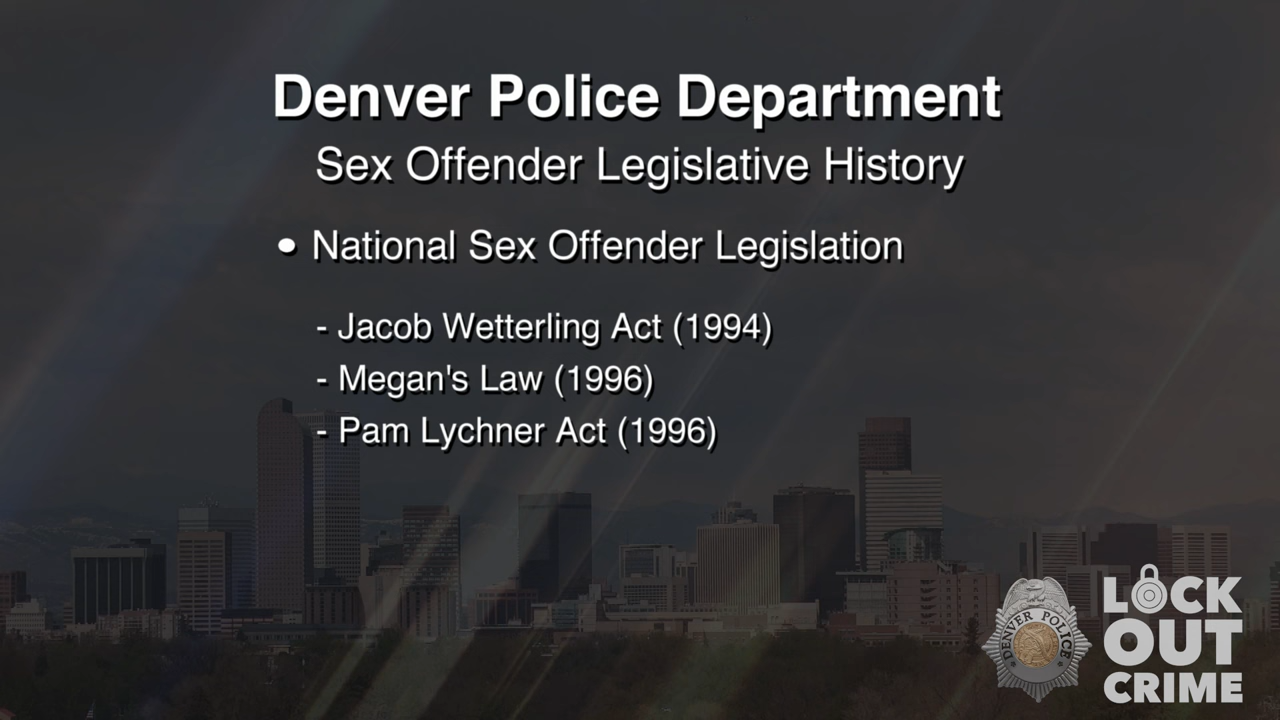 Denver Police Department
Sex Offender Legislative History
• National Sex Offender Legislation
- Jacob Wetterling Act (1994)
- Megan's Law (1996)
- Pam Lychner Act (1996)
DENVER POLICE
LOCK
OUT
CRIME